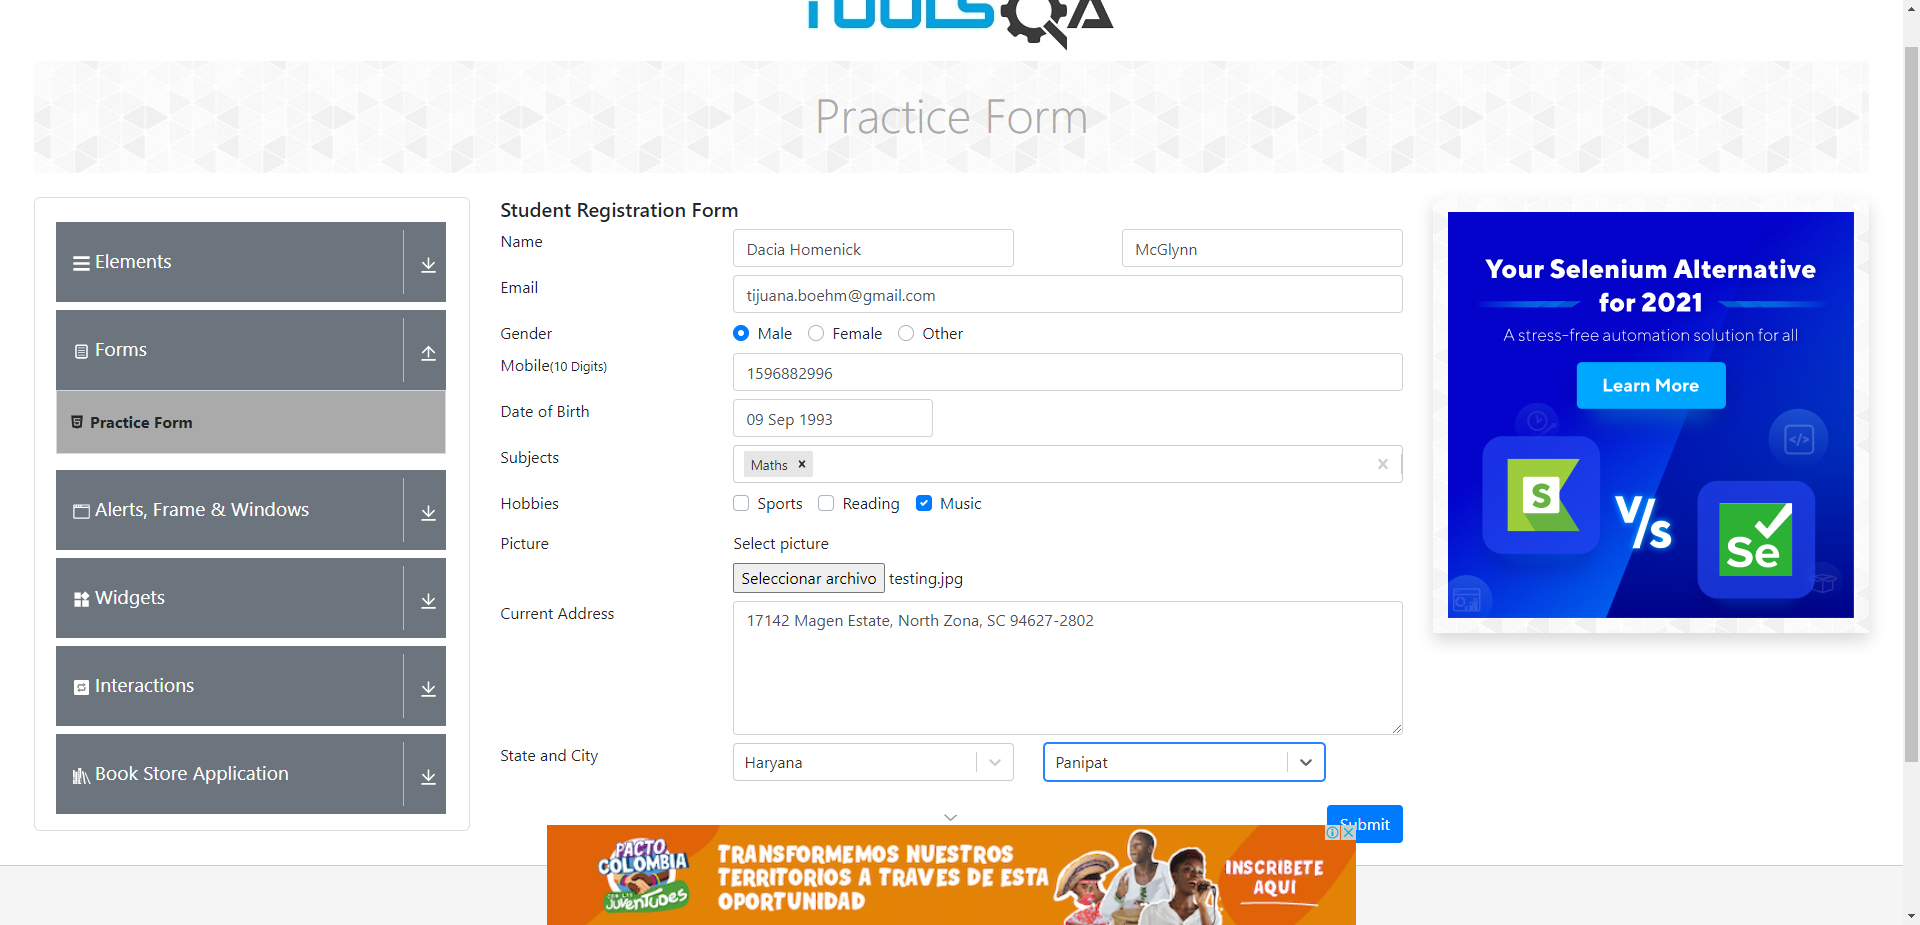 TOOLSQA
Practice Form
Elements
Forms
Practice Form
Alerts, Frame & Windows
Widgets
Interactions
Book Store Application
Student Registration Form
Name
Dacia Homenick
McGlynn
Email
tijuana.boehm@gmail.com
Gender
Male Female Other
Mobile(10 Digits)
1596882996
Date of Birth
09 Sep 1993
Subjects
Maths
Hobbies
Sports Reading Music
Picture
Select picture
Seleccionar archivo testing.jpg
Current Address
17142 Magen Estate, North Zona, SC 94627-2802
State and City
Haryana
Panipat
Submit
Your Selenium Alternative
for 2021
A stress-free automation solution for all
Learn More
S
V/s
Se
PACTO
COLOMBIA
CON LAS
JUVENTUDES
TRANSFORMEMOS NUESTROS
TERRITORIOS A TRAVES DE ESTA
OPORTUNIDAD
INSCRIBETE
AQUI